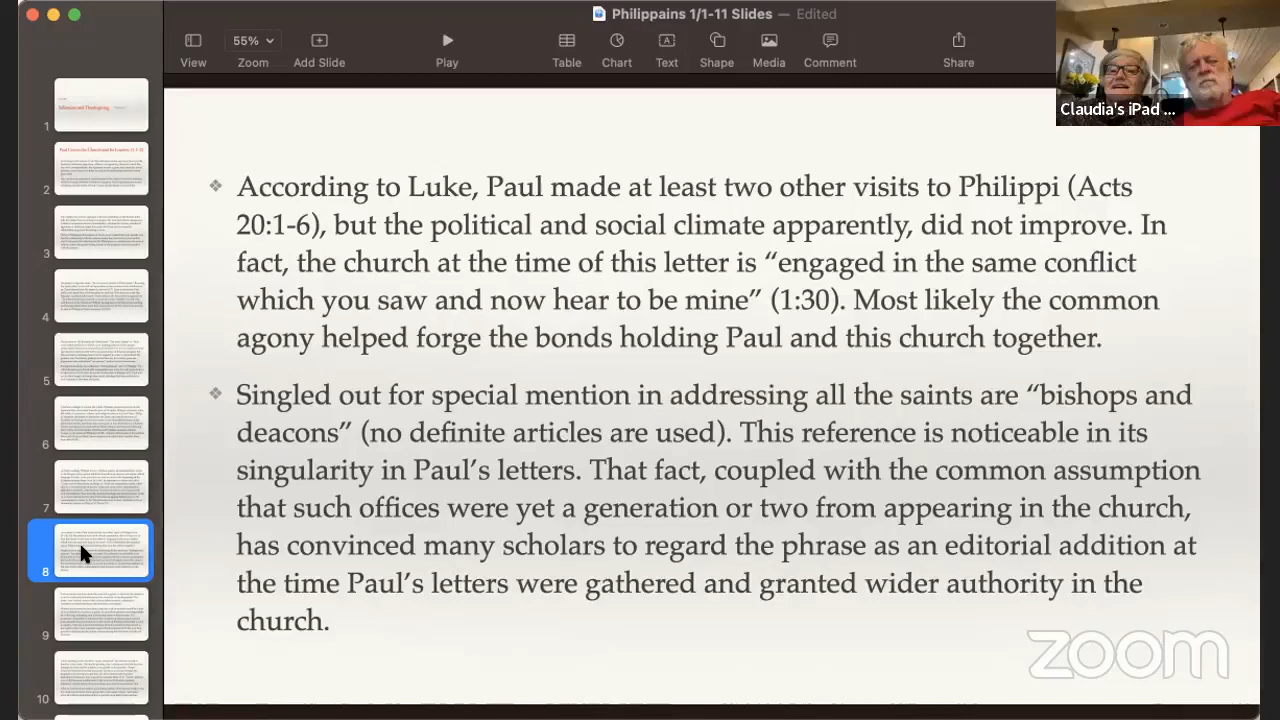 Philippains 1/1-11 Slides — Edited
55%
View
Zoom
Add Slide
Play
Table
Chart
Text
Shape
Media
Comment
Share
Claudia's iPad ...
1
2
3
4
5
6
7
8
9
10
According to Luke, Paul made at least two other visits to Philippi (Acts
20:1-6), but the political and social climate apparently, did not improve. In
fact, the church at the time of this letter is “engaged in the same conflict
which you saw and now hear to be mine” (1:30). Most likely the common
agony helped forge the bonds holding Paul and this church together.
Singled out for special mention in addressing all the saints are “bishops and
deacons” (no definite articles are used). This reference is noticeable in its
singularity in Paul’s letters. That fact, coupled with the common assumption
that such offices were yet a generation or two from appearing in the church,
has convinced many scholars to regard the phrase as an editorial addition at
the time Paul’s letters were gathered and granted wider authority in the
church.
zoom